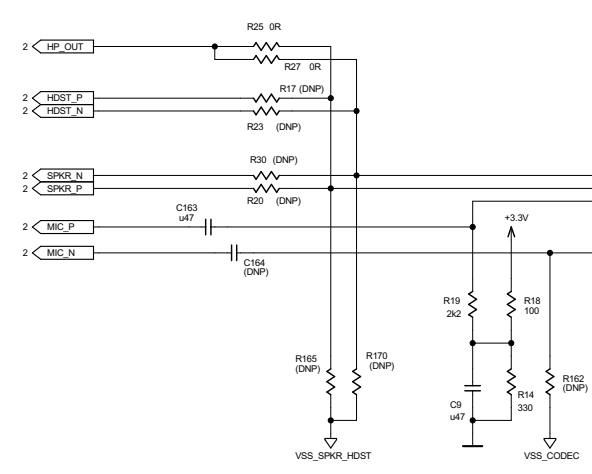 R25 0R
2 HP_OUT
R27 0R
R17 (DNP)
2 HDST_P
2 HDST_N
R23 (DNP)
R30 (DNP)
2 SPKR_N
2 SPKR_P
R20 (DNP)
C163
u47
2 MIC_P
+3.3V
2 MIC_N
C164
(DNP)
R19
2k2
R18
100
R165
(DNP)
R170
(DNP)
C9
u47
R14
330
R162
(DNP)
VSS_SPKR_HDST
VSS_CODEC